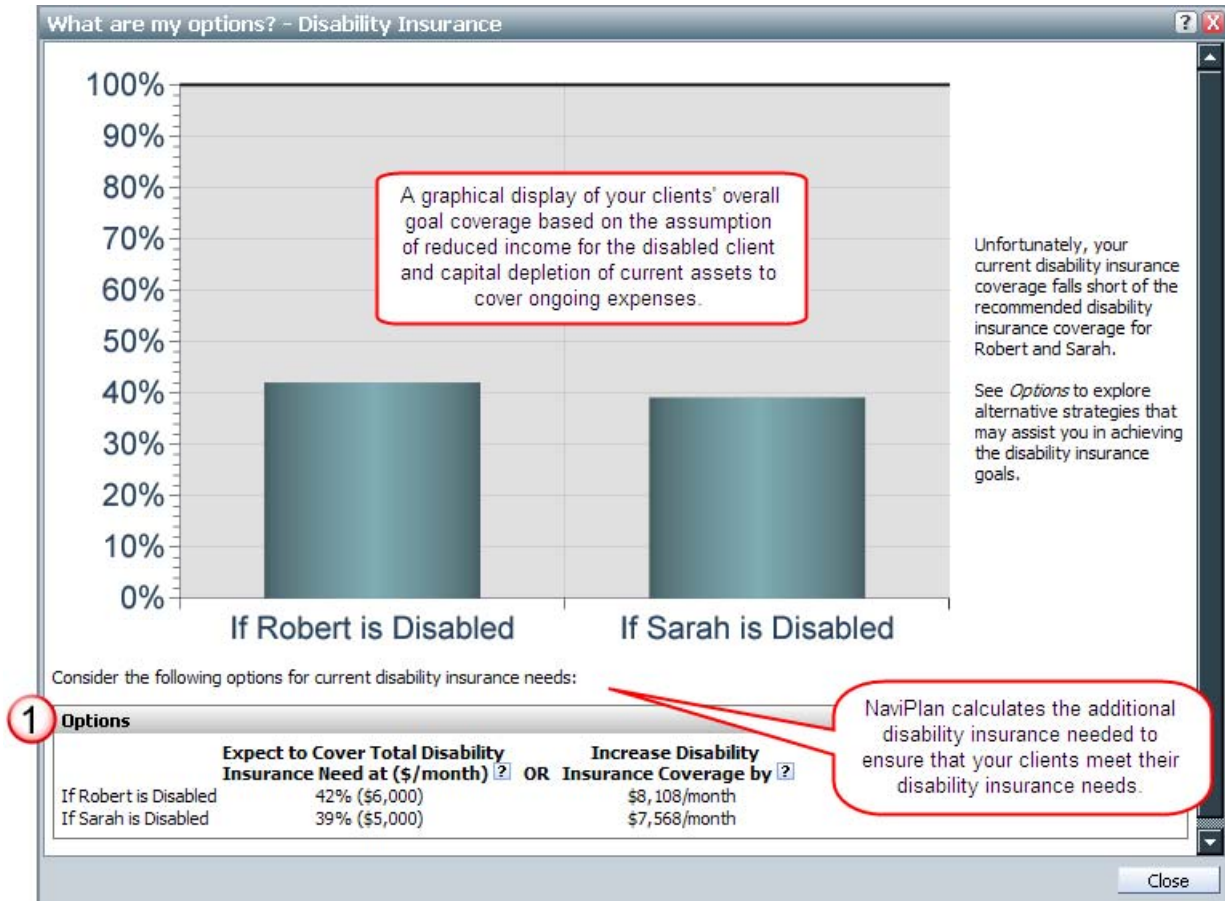 What are my options? - Disability Insurance
?
X
100%
90%
80%
70%
60%
50%
40%
30%
20%
10%
0%
A graphical display of your clients' overall
goal coverage based on the assumption
of reduced income for the disabled client
and capital depletion of current assets to
cover ongoing expenses.
Unfortunately, your
current disability insurance
coverage falls short of the
recommended disability
insurance coverage for
Robert and Sarah.
See Options to explore
alternative strategies that
may assist you in achieving
the disability insurance
goals.
If Robert is Disabled
If Sarah is Disabled
Consider the following options for current disability insurance needs:
NaviPlan calculates the additional
disability insurance needed to
ensure that your clients meet their
disability insurance needs.
1
Options
Expect to Cover Total Disability
Insurance Need at ($/month) ?
OR
Increase Disability
Insurance Coverage by ?
If Robert is Disabled 42% ($6,000) $8,108/month
If Sarah is Disabled 39% ($5,000) $7,568/month
Close